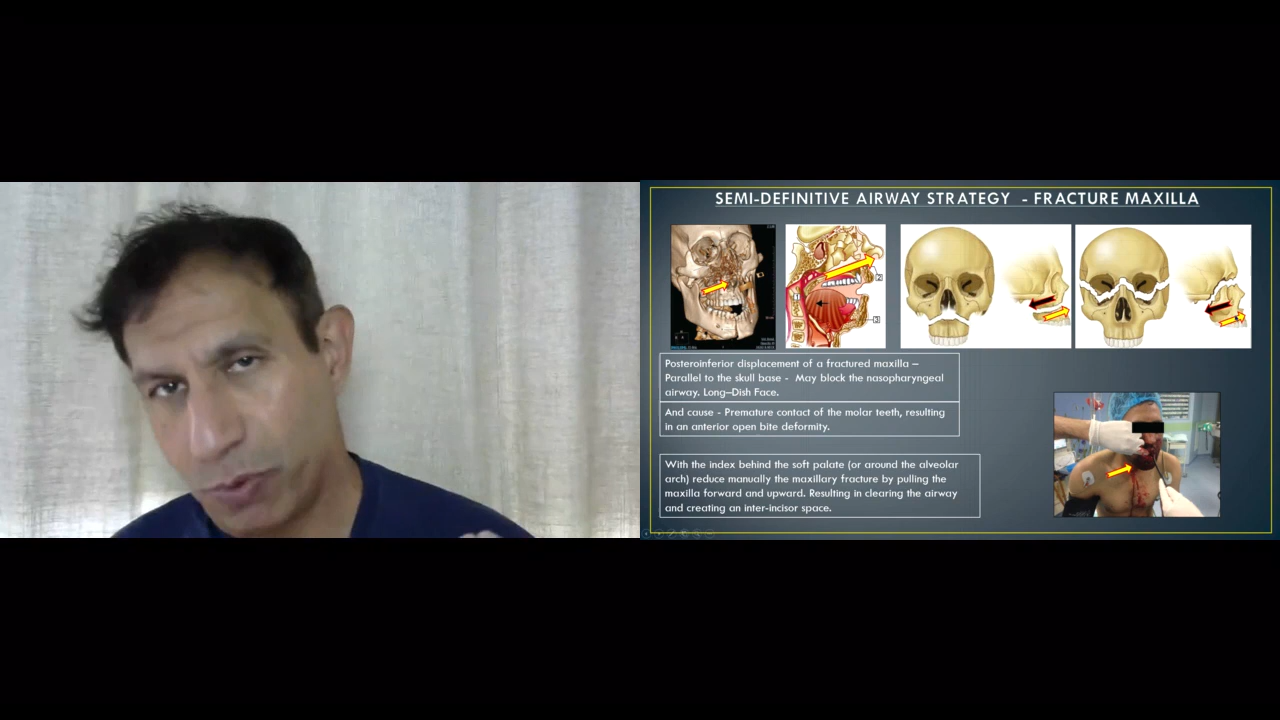 SEMI-DEFINITIVE AIRWAY STRATEGY - FRACTURE MAXILLA
2
3
Posteroinferior displacement of a fractured maxilla –
Parallel to the skull base - May block the nasopharyngeal
airway. Long–Dish Face.
And cause - Premature contact of the molar teeth, resulting
in an anterior open bite deformity.
With the index behind the soft palate (or around the alveolar
arch) reduce manually the maxillary fracture by pulling the
maxilla forward and upward. Resulting in clearing the airway
and creating an inter-incisor space.